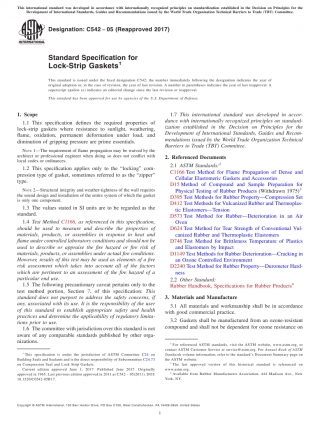 This international standard was developed in accordance with internationally recognized principles on standardization established in the Decision on Principles for the
Development of International Standards, Guides and Recommendations issued by the World Trade Organization Technical Barriers to Trade (TBT) Committee.
Designation: C542 – 05 (Reapproved 2017)
Standard Specification for
Lock-Strip Gaskets1
This standard is issued under the fixed designation C542; the number immediately following the designation indicates the year of
original adoption or, in the case of revision, the year of last revision. A number in parentheses indicates the year of last reapproval. A
superscript epsilon (ε) indicates an editorial change since the last revision or reapproval.
This standard has been approved for use by agencies of the U.S. Department of Defense.
1. Scope
1.1 This specification defines the required properties of
lock-strip gaskets where resistance to sunlight, weathering,
flame, oxidation, permanent deformation under load, and
diminution of gripping pressure are prime essentials.
NOTE 1—The requirement of flame propagation may be waived by the
architect or professional engineer when doing so does not conflict with
local codes or ordinances.
1.2 This specification applies only to the "locking" com-
pression type of gasket, sometimes referred to as the "zipper"
type.
NOTE 2—Structural integrity and weather-tightness of the wall requires
the sound design and installation of the entire system of which the gasket
is only one component.
1.3 The values stated in SI units are to be regarded as the
standard.
1.4 Test Method C1166, as referenced in this specification,
should be used to measure and describe the properties of
materials, products, or assemblies in response to heat and
flame under controlled laboratory conditions and should not be
used to describe or appraise the fire hazard or fire risk of
materials, products, or assemblies under actual fire conditions.
However results of this test may be used as elements of a fire
risk assessment which takes into account all of the factors
which are pertinent to an assessment of the fire hazard of a
particular end use.
1.5 The following precautionary caveat pertains only to the
test method portion, Section 7, of this specification: This
standard does not purport to address the safety concerns, if
any, associated with its use. It is the responsibility of the user
of this standard to establish appropriate safety and health
practices and determine the applicability of regulatory limita-
tions prior to use.
1.6 The committee with jurisdiction over this standard is not
aware of any comparable standards published by other orga-
nizations.
1 This specification is under the jurisdiction of ASTM Committee C24 on
Building Seals and Sealants and is the direct responsibility of Subcommittee C24.73
on Compression Seal and Lock Strip Gaskets.
Current edition approved June 1, 2017. Published June 2017. Originally
approved in 1965. Last previous edition approved in 2011 as C542 – 05(2011). DOI:
10.1520/C0542-05R17.
1.7 This international standard was developed in accor-
dance with internationally recognized principles on standard-
ization established in the Decision on Principles for the
Development of International Standards, Guides and Recom-
mendations issued by the World Trade Organization Technical
Barriers to Trade (TBT) Committee.
2. Referenced Documents
2.1 ASTM Standards:2
C1166 Test Method for Flame Propagation of Dense and
Cellular Elastomeric Gaskets and Accessories
D15 Method of Compound and Sample Preparation for
Physical Testing of Rubber Products (Withdrawn 1975)3
D395 Test Methods for Rubber Property—Compression Set
D412 Test Methods for Vulcanized Rubber and Thermoplas-
tic Elastomers—Tension
D573 Test Method for Rubber—Deterioration in an Air
Oven
D624 Test Method for Tear Strength of Conventional Vul-
canized Rubber and Thermoplastic Elastomers
D746 Test Method for Brittleness Temperature of Plastics
and Elastomers by Impact
D1149 Test Methods for Rubber Deterioration—Cracking in
an Ozone Controlled Environment
D2240 Test Method for Rubber Property—Durometer Hard-
ness
2.2 Other Standard:
Rubber Handbook, Specifications for Rubber Products4
3. Materials and Manufacture
3.1 All materials and workmanship shall be in accordance
with good commercial practice.
3.2 Gaskets shall be manufactured from an ozone-resistant
compound and shall not be dependent for ozone resistance on
2 For referenced ASTM standards, visit the ASTM website, www.astm.org, or
contact ASTM Customer Service at service@astm.org. For Annual Book of ASTM
Standards volume information, refer to the standard's Document Summary page on
the ASTM website.
3 The last approved version of this historical standard is referenced on
www.astm.org.
4 Available from Rubber Manufacturers Association, 444 Madison Ave., New
York, NY.
Copyright © ASTM International, 100 Barr Harbor Drive, PO Box C700, West Conshohocken, PA 19428-2959. United States
1